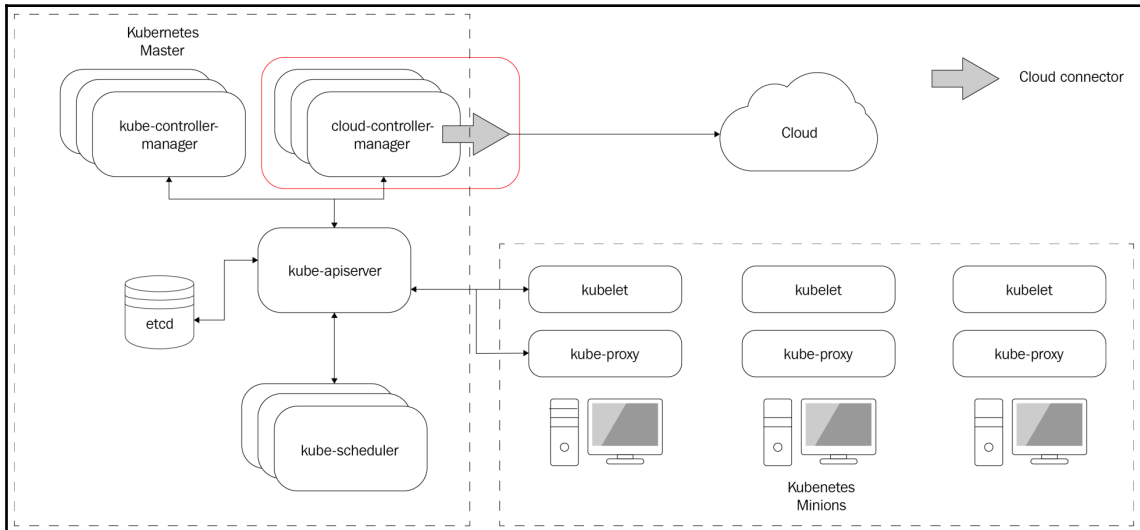 Kubernetes
Master
kube-controller-
manager
cloud-controller-
manager
Cloud
Cloud connector
kube-apiserver
etcd
kube-scheduler
kubelet
kubelet
kubelet
kube-proxy
kube-proxy
kube-proxy
Kubenetes
Minions